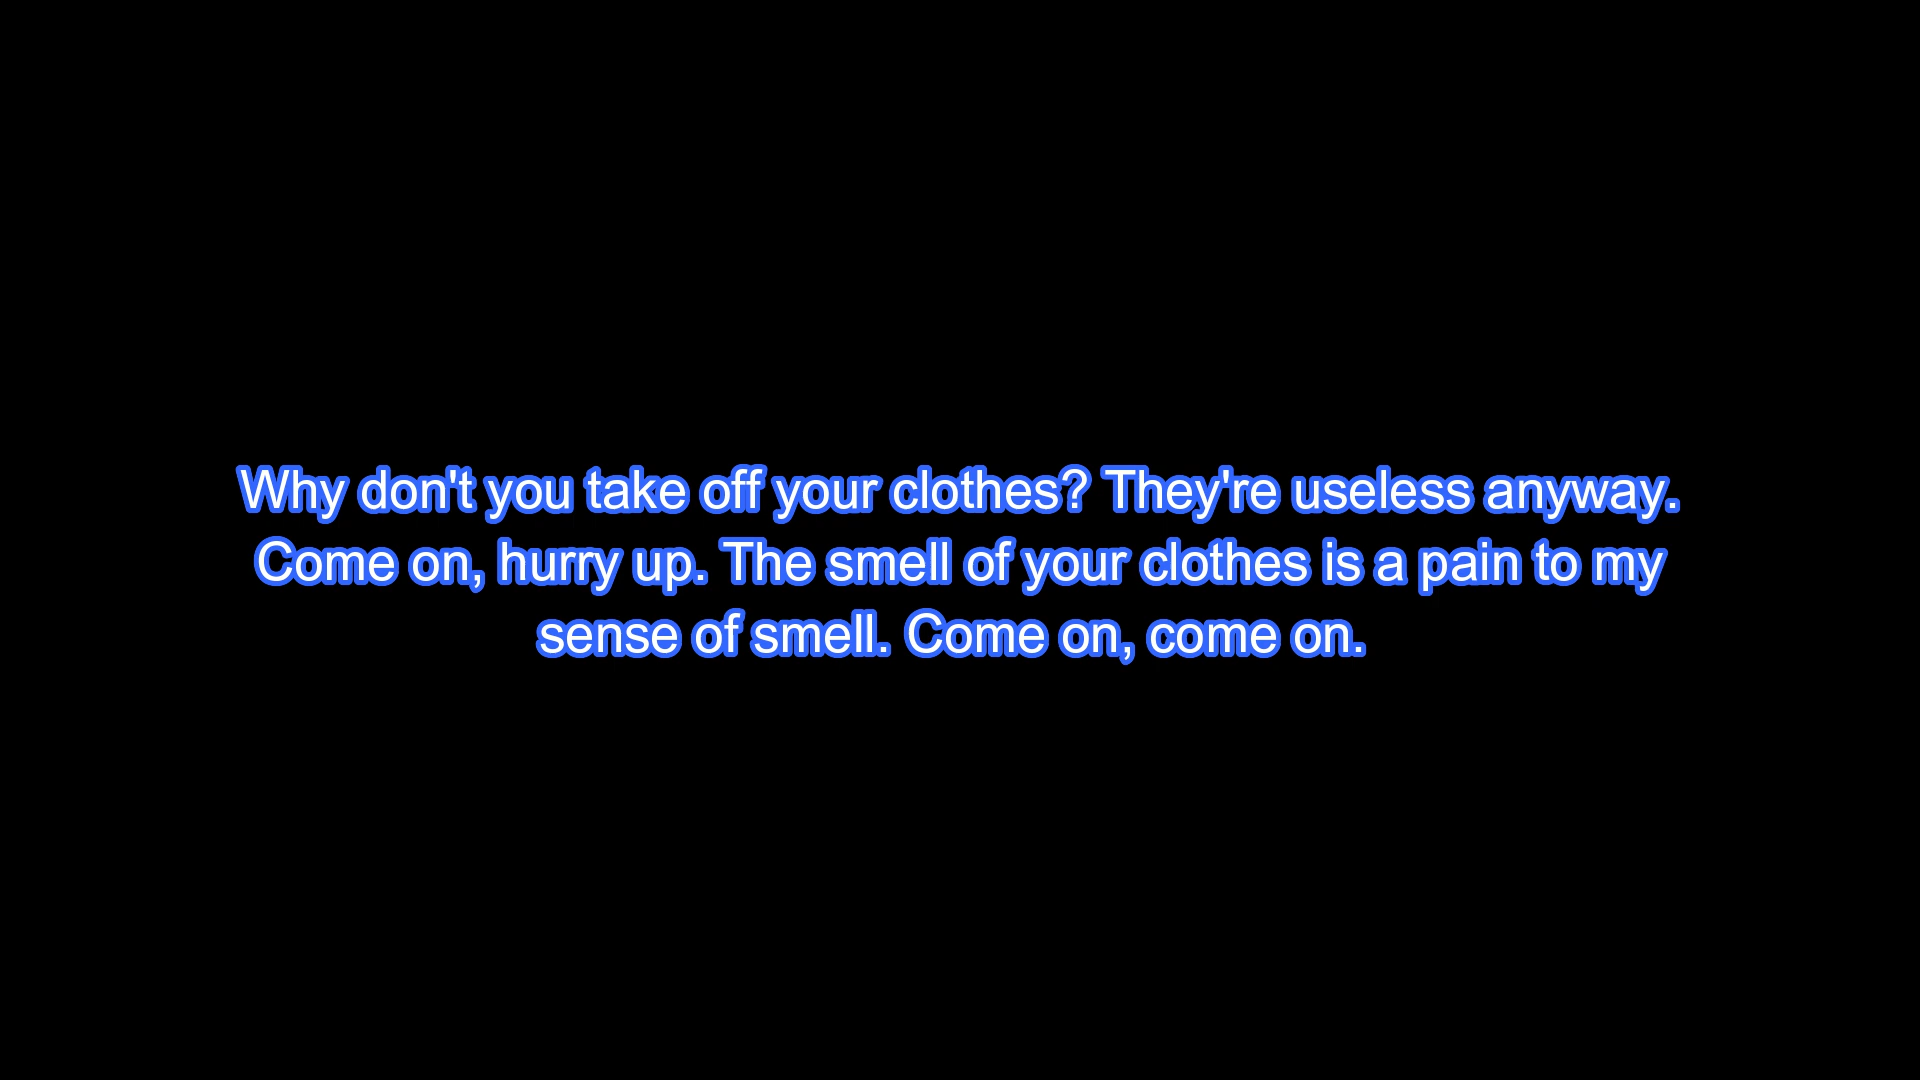 Why don't you take off your clothes? They're useless anyway.
Come on, hurry up. The smell of your clothes is a pain to my
sense of smell. Come on, come on.